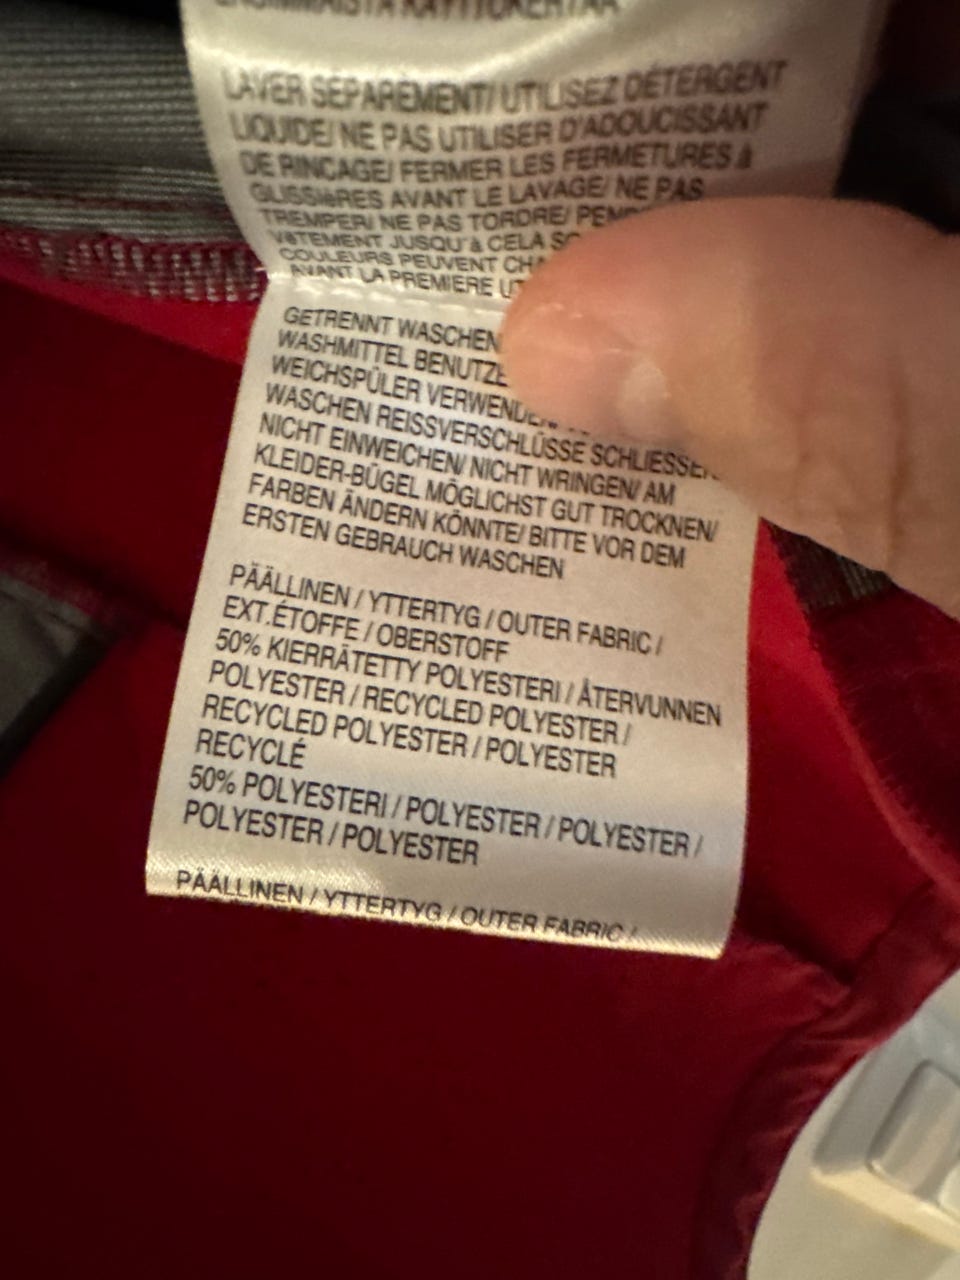 ENSIMMÄISTÄ KÄYTTÖKERTAA
LAVER SEPARÈMENT/ UTILISEZ DÉTERGENT
LIQUIDE/ NE PAS UTILISER D'ADOUCISSANT
DE RINCAGE/ FERMER LES FERMETURES à
GLISSIèRES AVANT LE LAVAGE/ NE PAS
TREMPER/ NE PAS TORDRE/
VêTEMENT JUSQU'à CELA
COULEURS PEUVENT
AVANT LA PREMIERE
GETRENNT WASCHEN
WASHMITTEL
WEICHSPÜLER
WASCHEN REISSVERSCHLÜSSE SCHLIESSEN
NICHT EINWEICHEN/ NICHT WRINGEN/ AM
KLEIDER-BÜGEL MÖGLICHST GUT TROCKNEN/
FARBEN ÄNDERN KÖNNTE/ BITTE VOR DEM
ERSTEN GEBRAUCH WASCHEN
PÄÄLLINEN / YTTERTYG / OUTER FABRIC /
EXT.ÉTOFFE / OBERSTOFF
50% KIERRÄTETTY POLYESTERI / ÅTERVUNNEN
POLYESTER / RECYCLED POLYESTER /
RECYCLED POLYESTER / POLYESTER
RECYCLÉ
50% POLYESTERI / POLYESTER / POLYESTER /
POLYESTER / POLYESTER
PÄÄLLINEN / YTTERTYG / OUTER FABRIC /